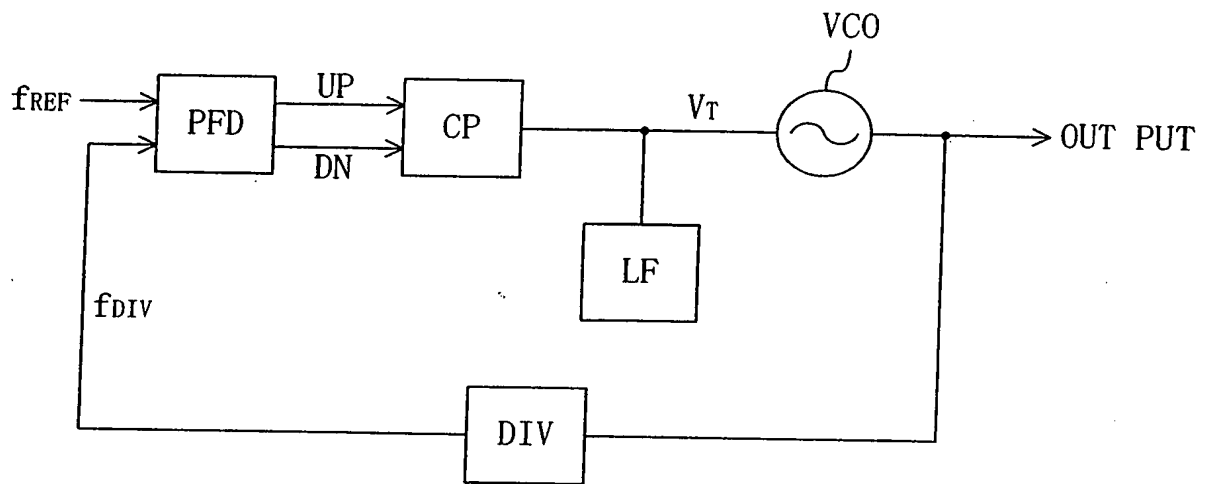 VCO
fREF
PFD
UP
DN
CP
VT
OUT PUT
LF
fDIV
DIV